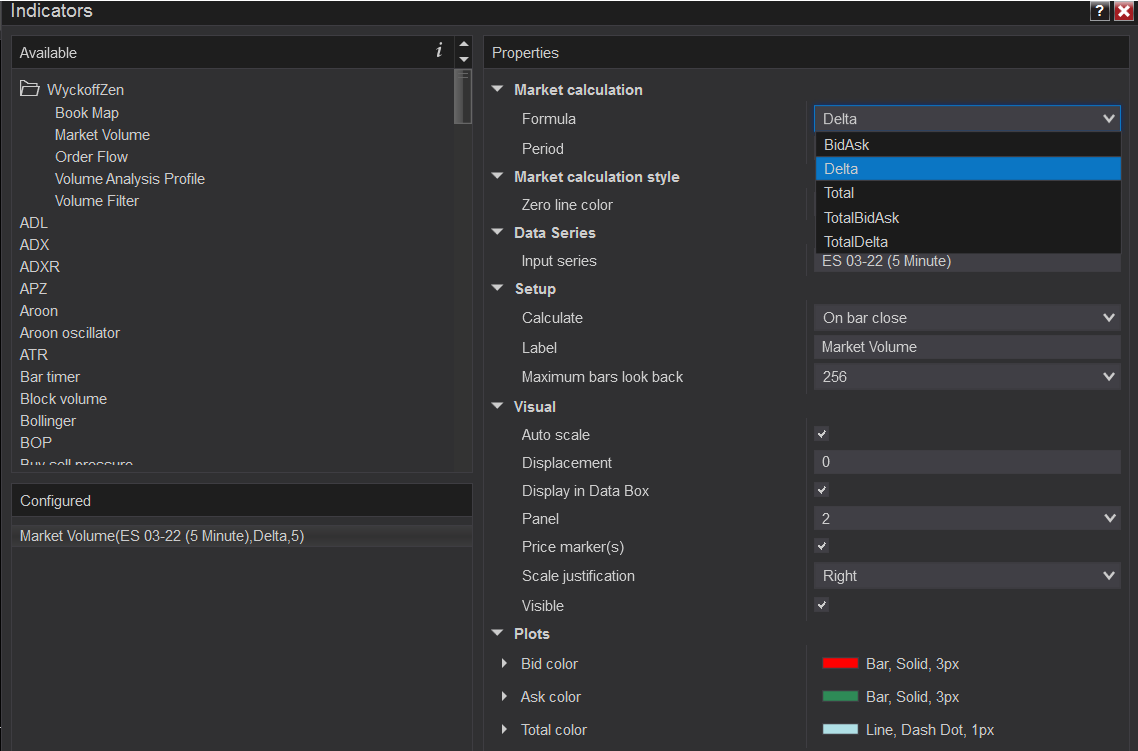 Indicators
?
Available
i
WyckoffZen
Book Map
Market Volume
Order Flow
Volume Analysis Profile
Volume Filter
ADL
ADX
ADXR
APZ
Aroon
Aroon oscillator
ATR
Bar timer
Block volume
Bollinger
BOP
Buy sell pressure
Configured
Market Volume(ES 03-22 (5 Minute),Delta,5)
Properties
Market calculation
Formula Delta
BidAsk
Delta
Total
TotalBidAsk
TotalDelta
Period
Market calculation style
Zero line color
Data Series
Input series ES 03-22 (5 Minute)
Setup
Calculate On bar close
Label Market Volume
Maximum bars look back 256
Visual
Auto scale
Displacement 0
Display in Data Box
Panel 2
Price marker(s)
Scale justification Right
Visible
Plots
Bid color Bar, Solid, 3px
Ask color Bar, Solid, 3px
Total color Line, Dash Dot, 1px